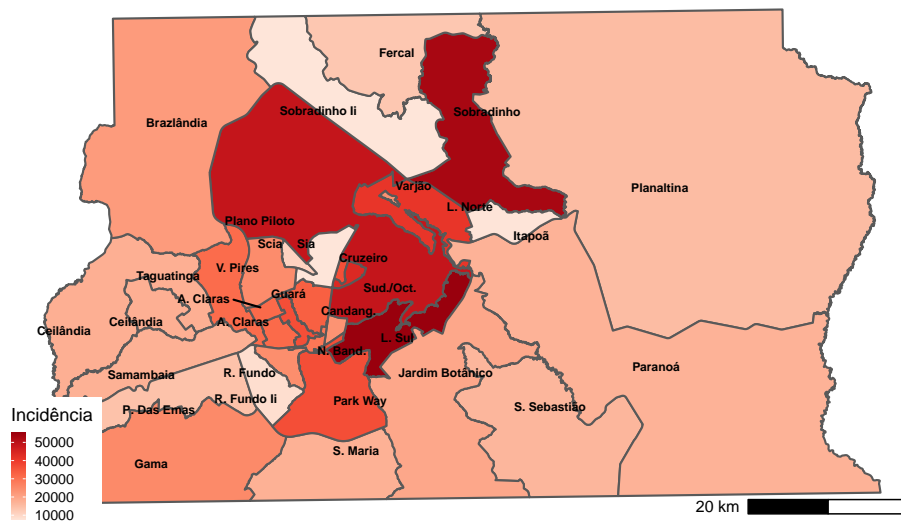 Fercal
Sobradinho Ii
Sobradinho
Brazlândia
Varjão
Planaltina
L. Norte
Plano Piloto
Itapoã
Scia
Sia
Cruzeiro
V. Pires
Taguatinga
Sud./Oct.
Guará
A. Claras
Candang.
Ceilândia
Ceilândia
A. Claras
L. Sul
N. Band.
Paranoá
R. Fundo
Jardim Botânico
Samambaia
R. Fundo Ii
Park Way
S. Sebastião
P. Das Emas
Incidência
50000
40000
30000
20000
10000
S. Maria
Gama
20 km